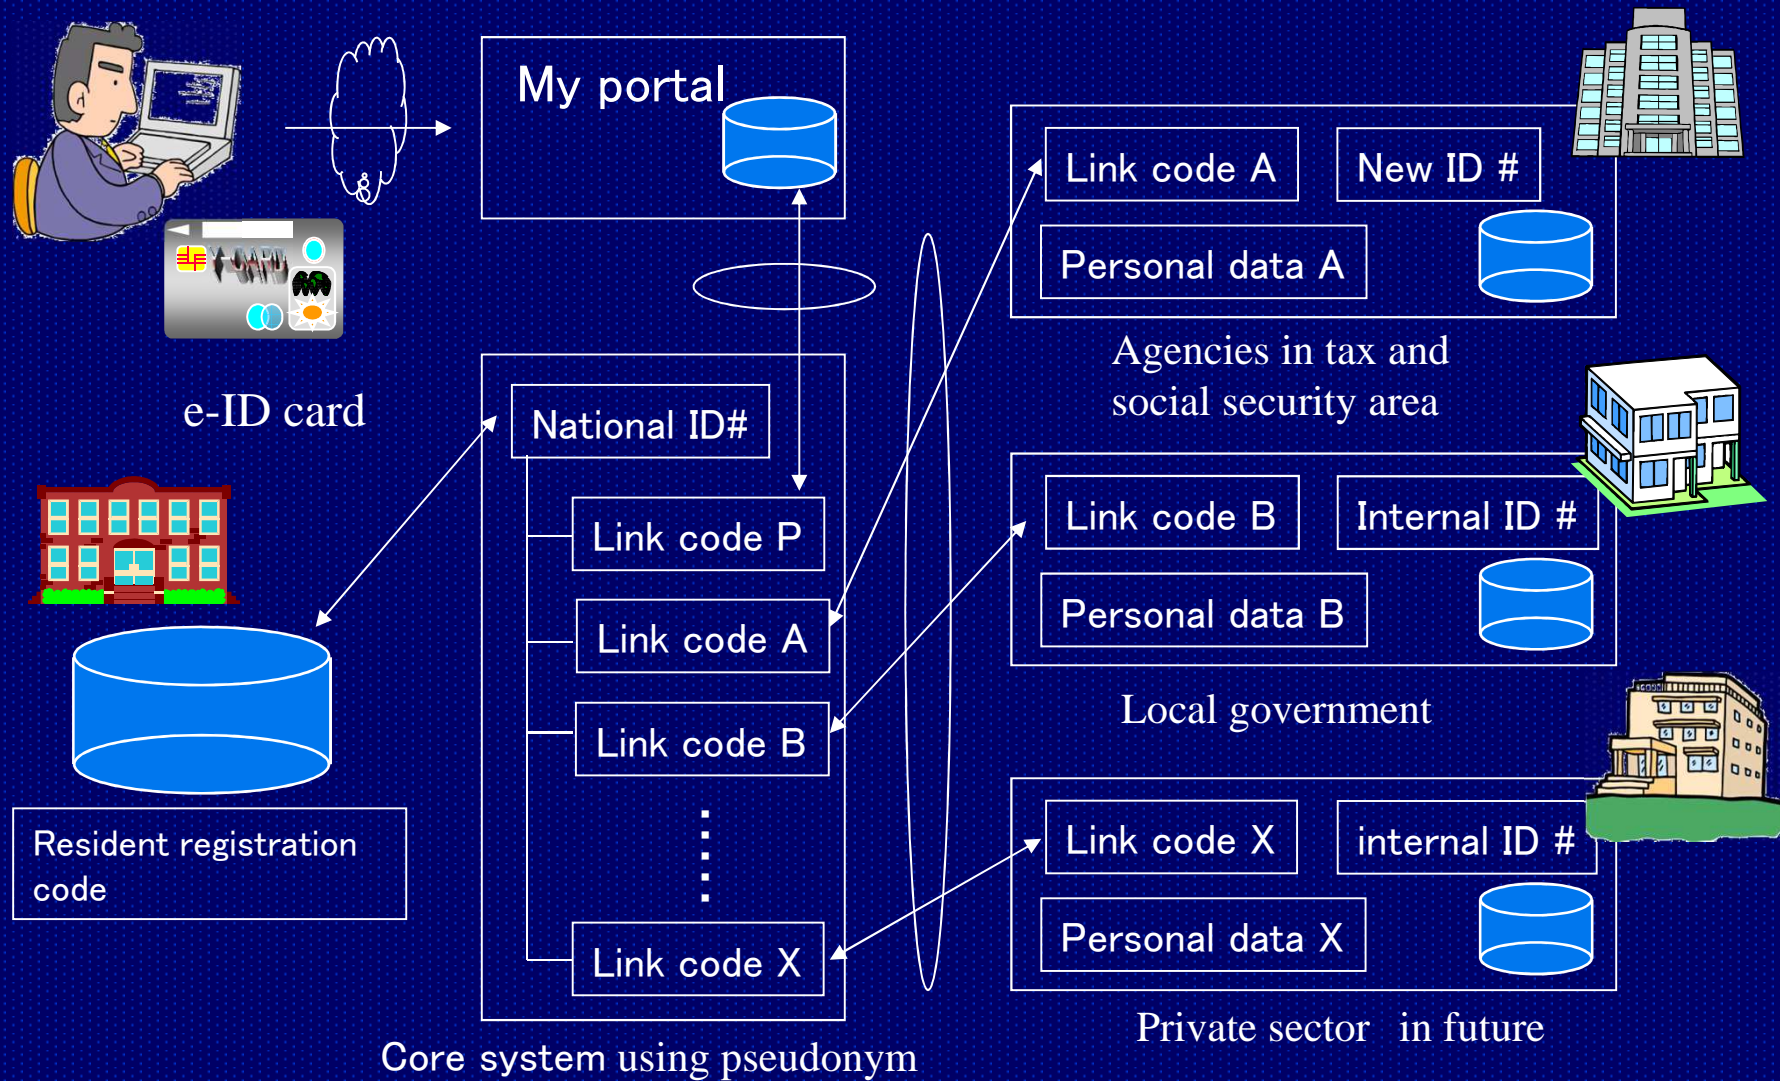 My portal
e-ID card
Resident registration
code
National ID#
Link code P
Link code A
Link code B
Link code X
Core system using pseudonym
Link code A
New ID #
Personal data A
Agencies in tax and
social security area
Link code B
Internal ID #
Personal data B
Local government
Link code X
internal ID #
Personal data X
Private sector in future